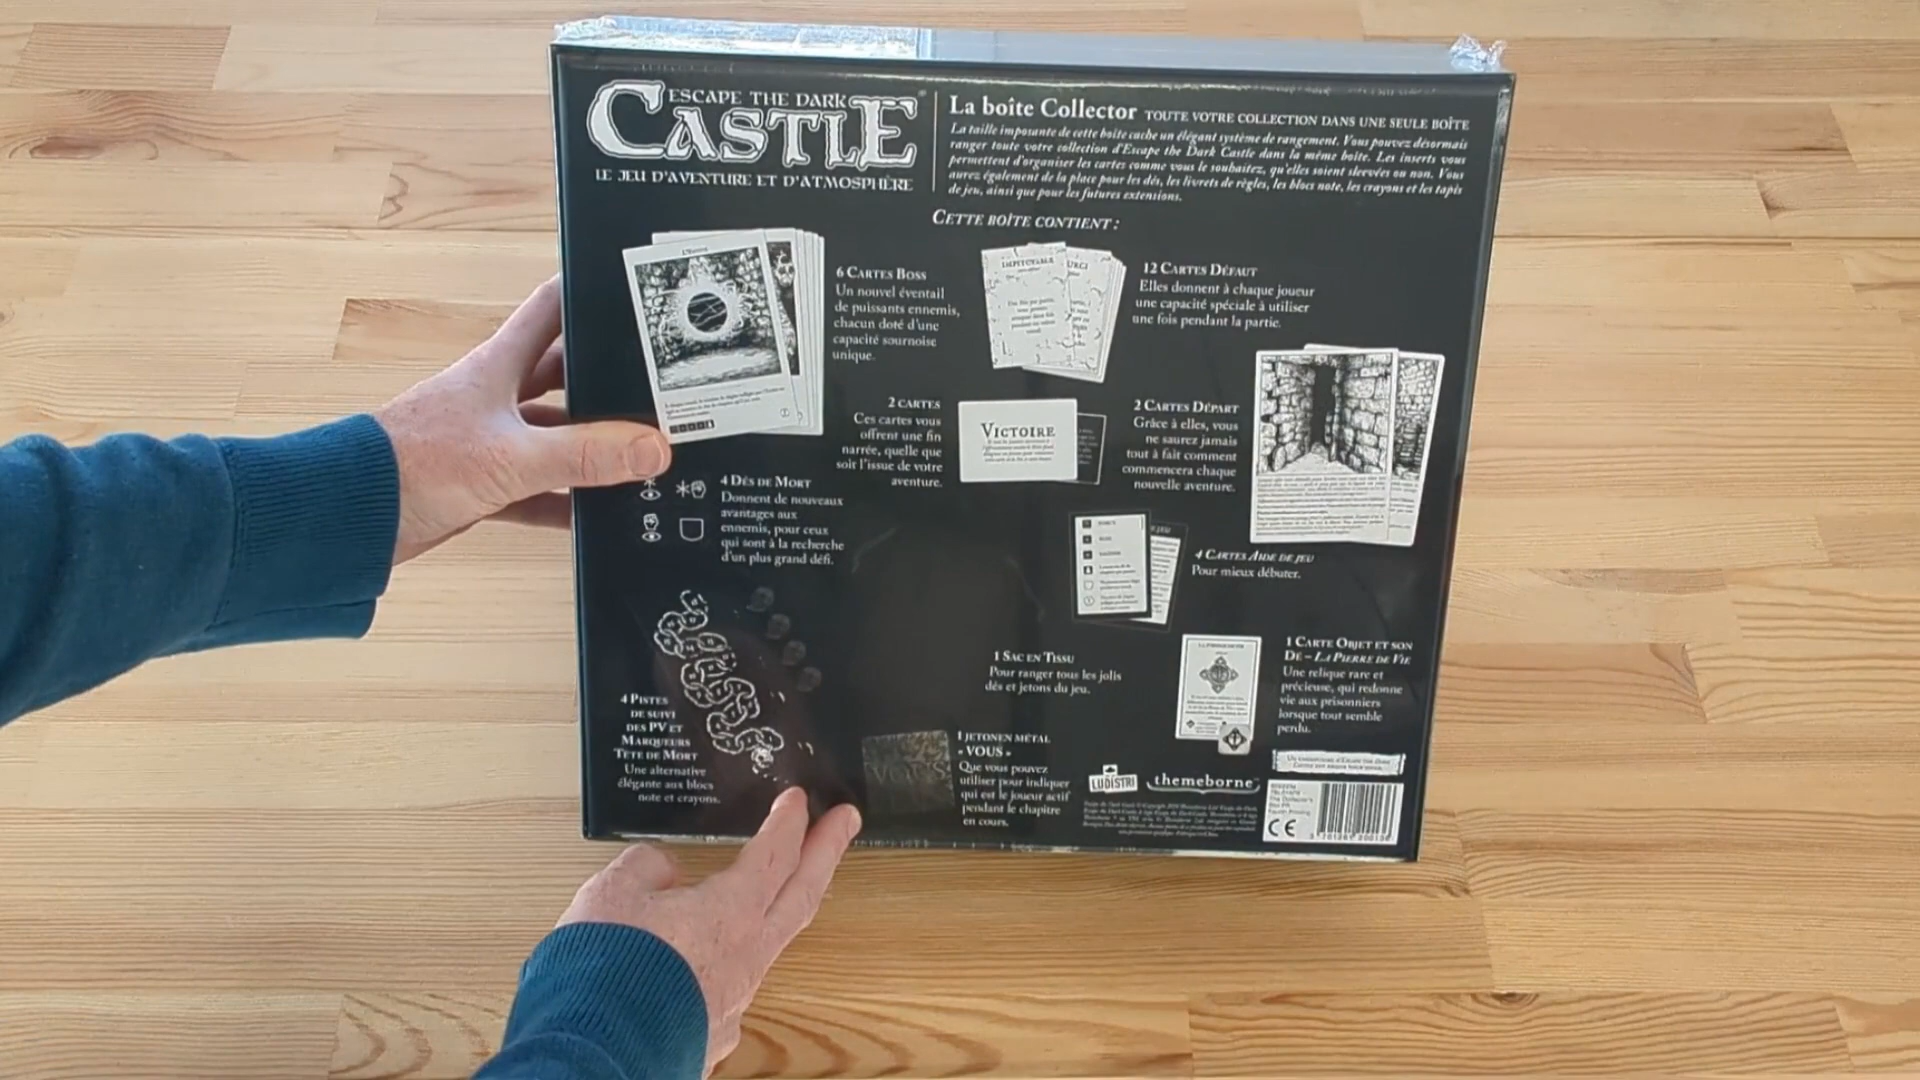 ESCAPE THE DARK
CASTLE
LE JEU D'AVENTURE ET D'ATMOSPHÈRE
La boîte Collector TOUTE VOTRE COLLECTION DANS UNE SEULE BOÎTE
La taille imposante de cette boîte cache un élégant système de rangement. Vous pouvez désormais
ranger toute votre collection d'Escape the Dark Castle dans la même boîte. Les inserts vous
permettent d'organiser les cartes comme vous le souhaitez, qu'elles soient sleevées ou non. Vous
aurez également de la place pour les dés, les livrets de règles, les blocs note, les crayons et les tapis
de jeu, ainsi que pour les futures extensions.
CETTE BOÎTE CONTIENT :
6 CARTES BOSS
Un nouvel éventail
de puissants ennemis,
chacun doté d'une
capacité sournoise
unique.
12 CARTES DÉFAUT
Elles donnent à chaque joueur
une capacité spéciale à utiliser
une fois pendant la partie.
2 CARTES
Ces cartes vous
offrent une fin
narrée, quelle que
soit l'issue de votre
aventure.
VICTOIRE
2 CARTES DÉPART
Grâce à elles, vous
ne saurez jamais
tout à fait comment
commencera chaque
nouvelle aventure.
4 DÉS DE MORT
Donnent de nouveaux
avantages aux
ennemis, pour ceux
qui sont à la recherche
d'un plus grand défi.
4 CARTES AIDE DE JEU
Pour mieux débuter.
1 SAC EN TISSU
Pour ranger tous les jolis
dés et jetons du jeu.
1 CARTE OBJET ET SON
DÉ – LA PIERRE DE VIE
Une relique rare et
précieuse, qui redonne
vie aux prisonniers
lorsque tout semble
perdu.
4 PISTES
DE SUIVI
DES PV ET
MARQUEURS
TÊTE DE MORT
Une alternative
élégante aux blocs
note et crayons.
VOUS
1 JETON EN MÉTAL
« VOUS »
Que vous pouvez
utiliser pour indiquer
qui est le joueur actif
pendant le chapitre
en cours.
LUDISTRI
themeborne
CE